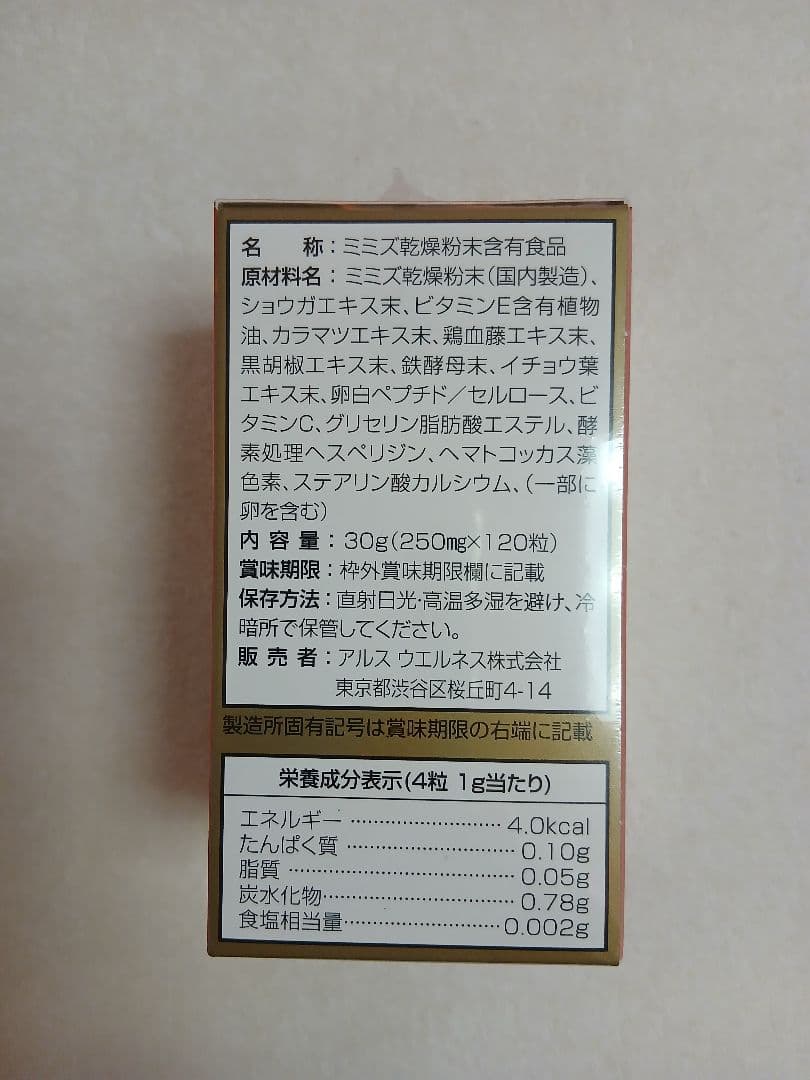 名　　称：ミミズ乾燥粉末含有食品
原材料名：ミミズ乾燥粉末(国内製造)、
ショウガエキス末、ビタミンE含有植物
油、カラマツエキス末、鶏血藤エキス末、
黒胡椒エキス末、鉄酵母末、イチョウ葉
エキス末、卵白ペプチド／セルロース、ビ
タミンC、グリセリン脂肪酸エステル、酵
素処理ヘスペリジン、ヘマトコッカス藻
色素、ステアリン酸カルシウム、(一部に
卵を含む)
内 容 量：30g(250㎎×120粒)
賞味期限：枠外賞味期限欄に記載
保存方法：直射日光・高温多湿を避け、冷
暗所で保管してください。
販 売 者：アルス ウエルネス株式会社
東京都渋谷区桜丘町4-14
製造所固有記号は賞味期限の右端に記載
栄養成分表示(4粒 1g当たり)
エネルギー……………………4.0kcal
たんぱく質……………………0.10g
脂質……………………………0.05g
炭水化物………………………0.78g
食塩相当量……………………0.002g